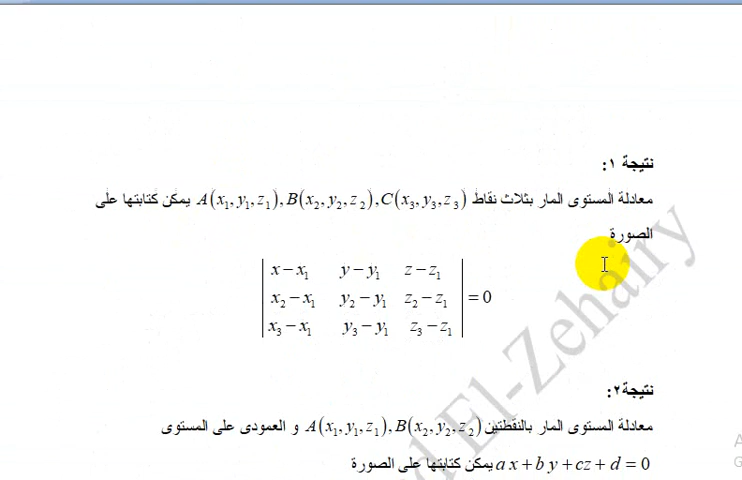 نتيجة ١:
معادلة المستوى المار بثلاث نقاط A(x₁, y₁, z₁), B(x₂, y₂, z₂), C(x₃, y₃, z₃) يمكن كتابتها على
الصورة
| x − x₁   y − y₁   z − z₁ |
| x₂ − x₁   y₂ − y₁   z₂ − z₁ | = 0
| x₃ − x₁   y₃ − y₁   z₃ − z₁ |
نتيجة٢:
معادلة المستوى المار بالنقطتين A(x₁, y₁, z₁), B(x₂, y₂, z₂) و العمودى على المستوى
a x + b y + cz + d = 0 يمكن كتابتها على الصورة
El-Zehairy